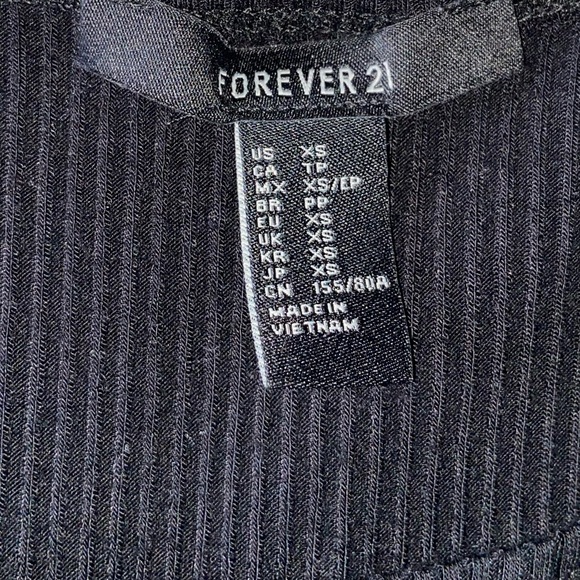 FOREVER 21
US XS
CA TP
MX XS/EP
BR PP
EU XS
UK XS
KR XS
JP XS
CN 155/80A
MADE IN
VIETNAM